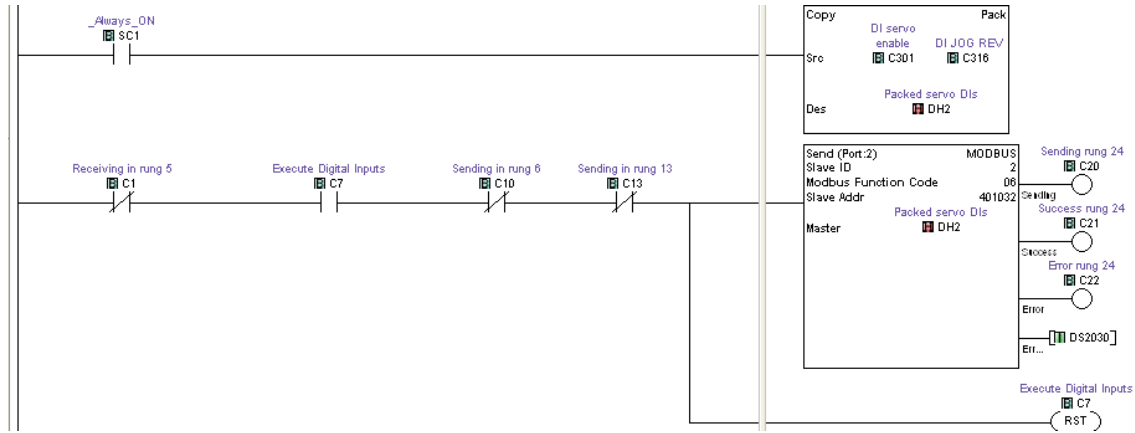 _Always_ON
SC1
Copy Pack
DI servo
enable DI JOG REV
Src C301 C316
Packed servo DIs
Des DH2
Receiving in rung 5 Execute Digital Inputs Sending in rung 6 Sending in rung 13
C1 C7 C10 C13
Send (Port:2) MODBUS
Slave ID 2
Modbus Function Code 06
Slave Addr 401032
Packed servo DIs
Master DH2
Sending rung 24
C20
Sending
Success rung 24
C21
Success
Error rung 24
C22
Error
DS2030
Err...
Execute Digital Inputs
C7
RST